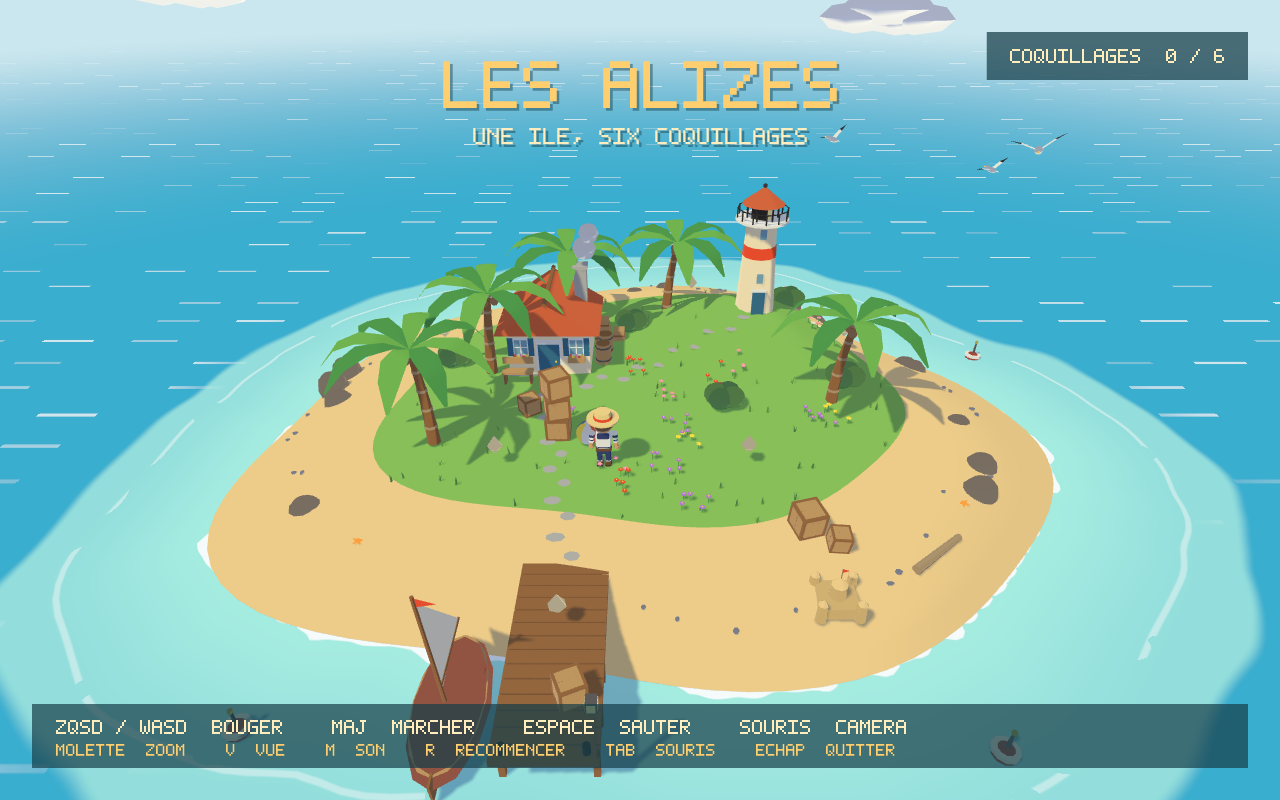 LES ALIZES
UNE ILE, SIX COQUILLAGES
COQUILLAGES 0 / 6
ZQSD / WASD BOUGER MAJ MARCHER ESPACE SAUTER SOURIS CAMERA
MOLETTE ZOOM V VUE M SON R RECOMMENCER TAB SOURIS ECHAP QUITTER